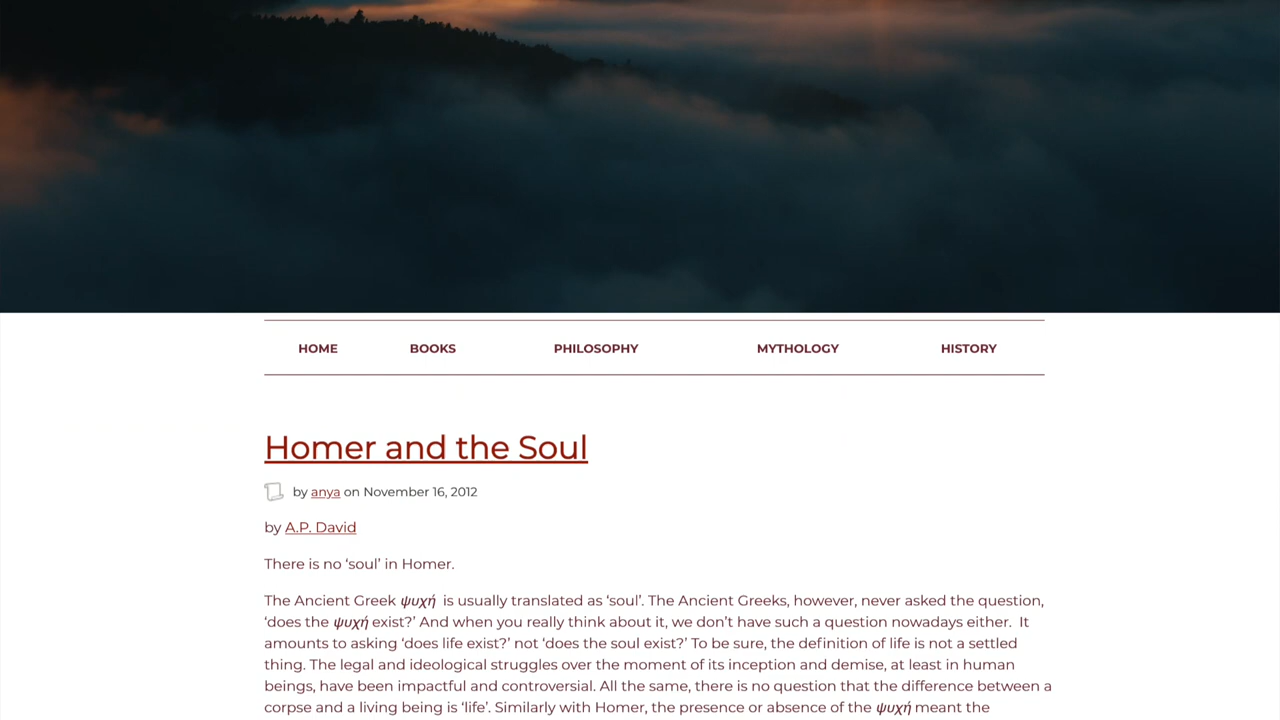 HOME BOOKS PHILOSOPHY MYTHOLOGY HISTORY
Homer and the Soul
by anya on November 16, 2012
by A.P. David
There is no ‘soul’ in Homer.
The Ancient Greek ψυχή is usually translated as ‘soul’. The Ancient Greeks, however, never asked the question,
‘does the ψυχή exist?’ And when you really think about it, we don’t have such a question nowadays either. It
amounts to asking ‘does life exist?’ not ‘does the soul exist?’ To be sure, the definition of life is not a settled
thing. The legal and ideological struggles over the moment of its inception and demise, at least in human
beings, have been impactful and controversial. All the same, there is no question that the difference between a
corpse and a living being is ‘life’. Similarly with Homer, the presence or absence of the ψυχή meant the